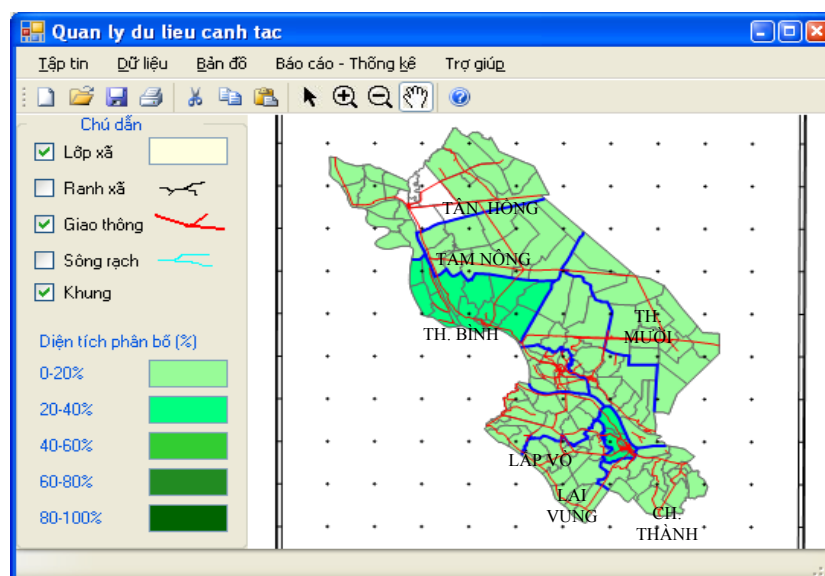 Quan ly du lieu canh tac
Tập tin Dữ liệu Bản đồ Báo cáo - Thống kê Trợ giúp
Chú dẫn
Lớp xã
Ranh xã
Giao thông
Sông rạch
Khung
Diện tích phân bố (%)
0-20%
20-40%
40-60%
60-80%
80-100%
TÂN HỒNG
TAM NÔNG
TH. BÌNH
TH.
MƯỜI
LẤP VÒ
LAI
VUNG
CH.
THÀNH